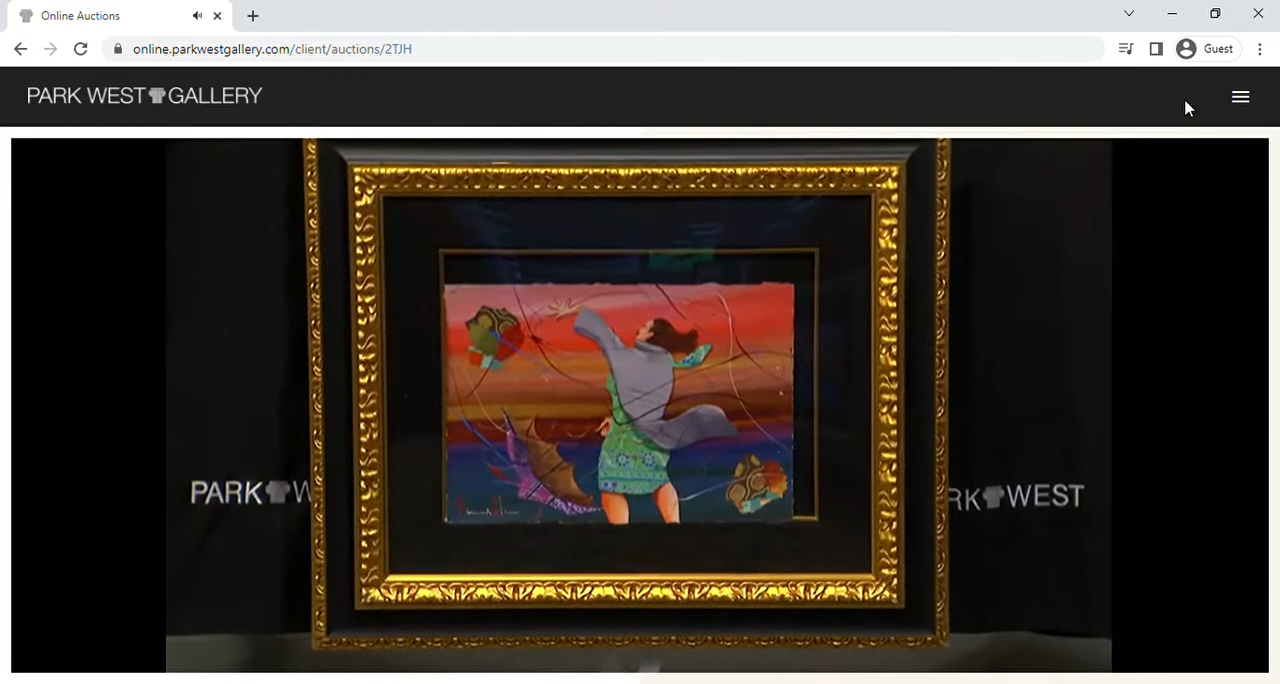 Online Auctions
online.parkwestgallery.com/client/auctions/2TJH
Guest
PARK WEST GALLERY
PARK W
RK WEST